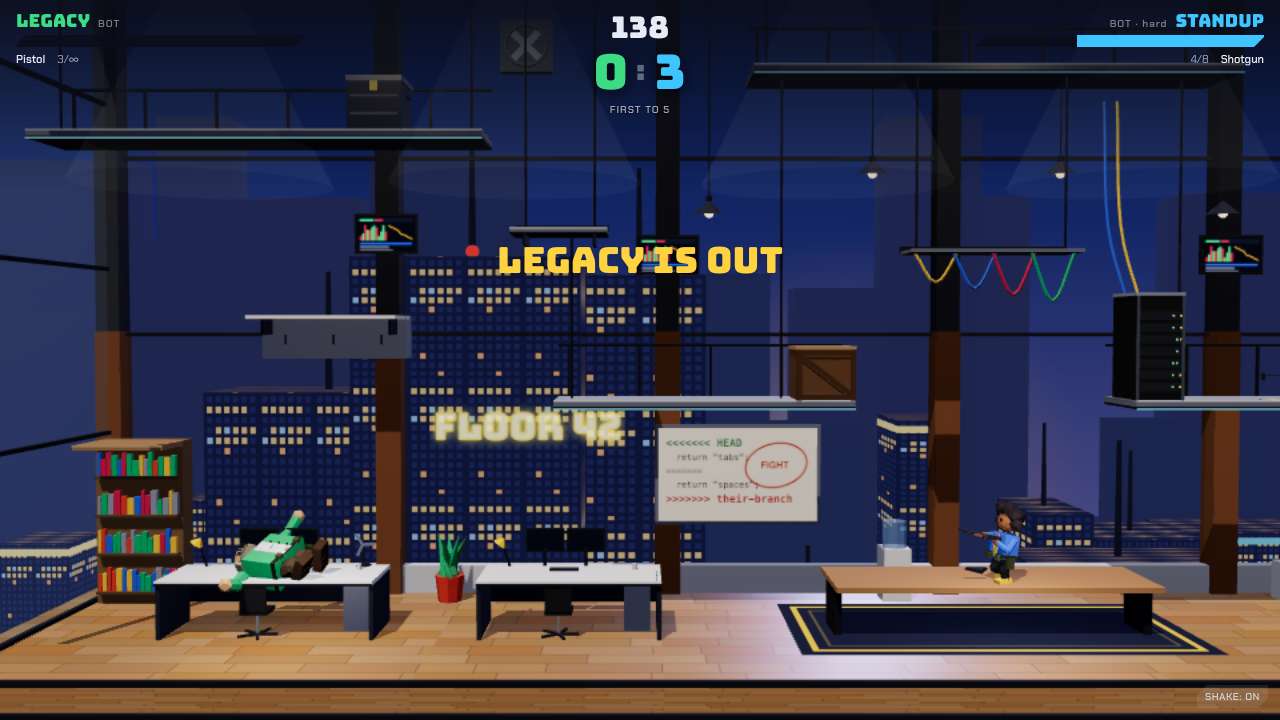 LEGACY BOT
138
BOT · hard STANDUP
Pistol 3/∞
0 : 3
4/8 Shotgun
FIRST TO 5
LEGACY IS OUT
FLOOR 42
<<<<<<< HEAD
return "tabs";
=======
return "spaces";
>>>>>>> their-branch
FIGHT
SHAKE: ON